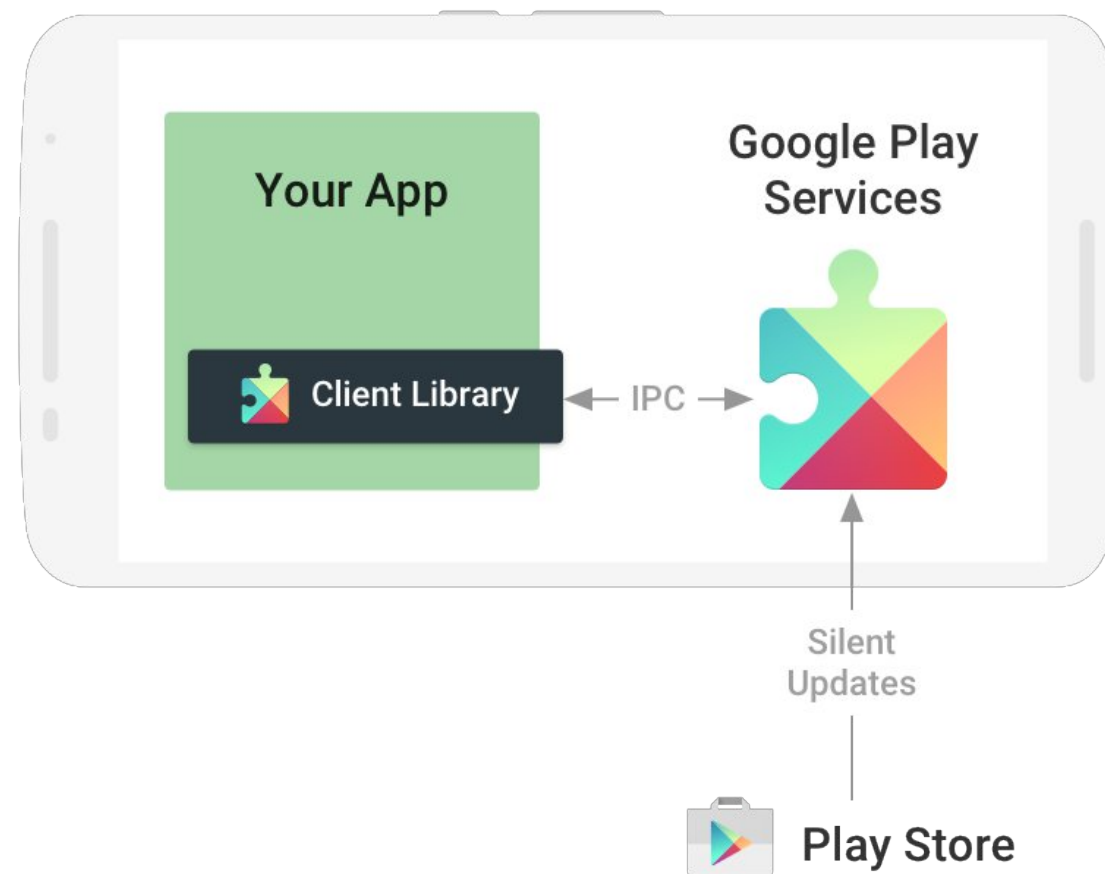 Your App
Google Play
Services
Client Library
IPC
Silent
Updates
Play Store